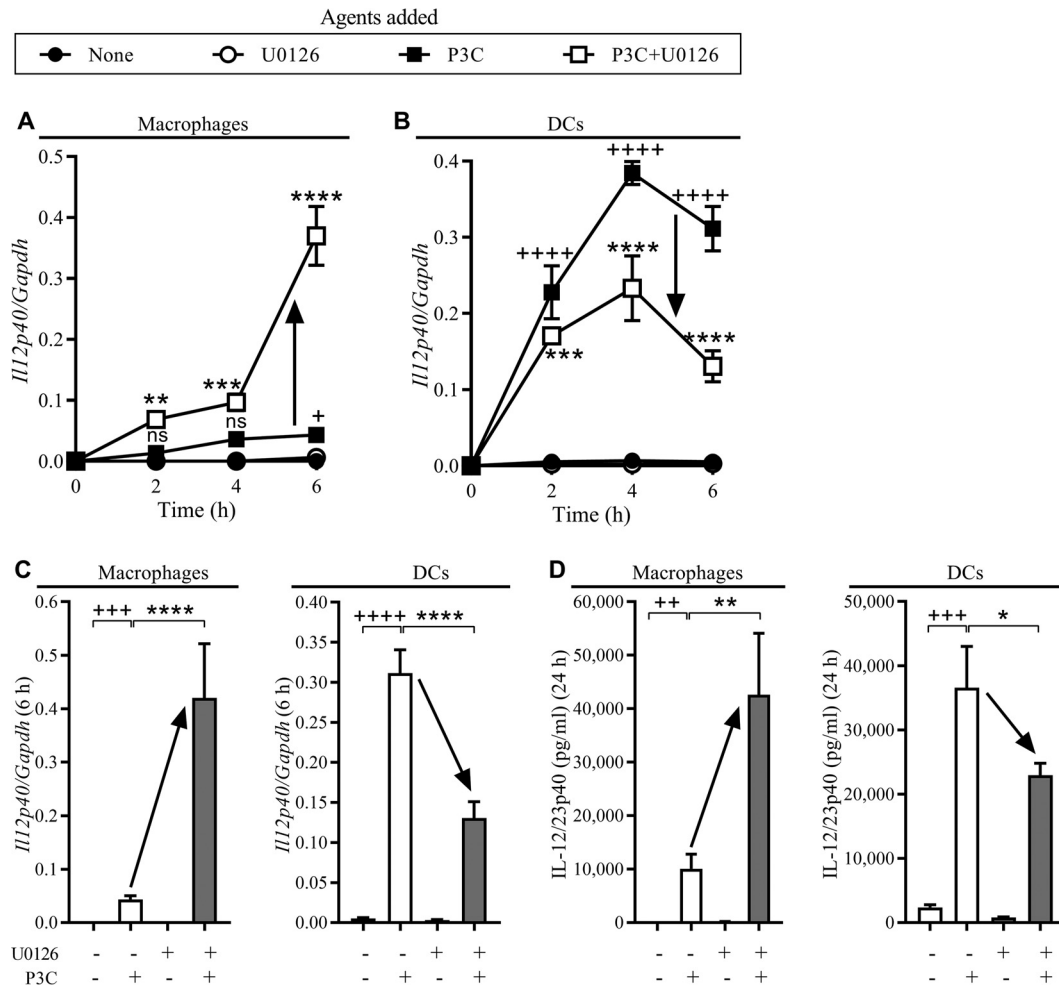 Agents added
None U0126 P3C P3C+U0126
A Macrophages
0.5
0.4
0.3
0.2
0.1
0.0
Il12p40/Gapdh
** *** ****
ns ns +
0 2 4 6
Time (h)
B DCs
0.4
0.3
0.2
0.1
0.0
Il12p40/Gapdh
++++ ++++ ++++
*** **** ****
0 2 4 6
Time (h)
C Macrophages
0.6
0.5
0.4
0.3
0.2
0.1
0.0
Il12p40/Gapdh (6 h)
+++ ****
DCs
0.40
0.30
0.20
0.15
0.10
0.05
0.00
Il12p40/Gapdh (6 h)
++++ ****
D Macrophages
60,000
50,000
40,000
30,000
20,000
10,000
0
IL-12/23p40 (pg/ml) (24 h)
++ **
DCs
50,000
40,000
30,000
20,000
10,000
0
IL-12/23p40 (pg/ml) (24 h)
+++ *
U0126 - - + + - - + + - - + + - - + +
P3C - + - + - + - + - + - + - + - +